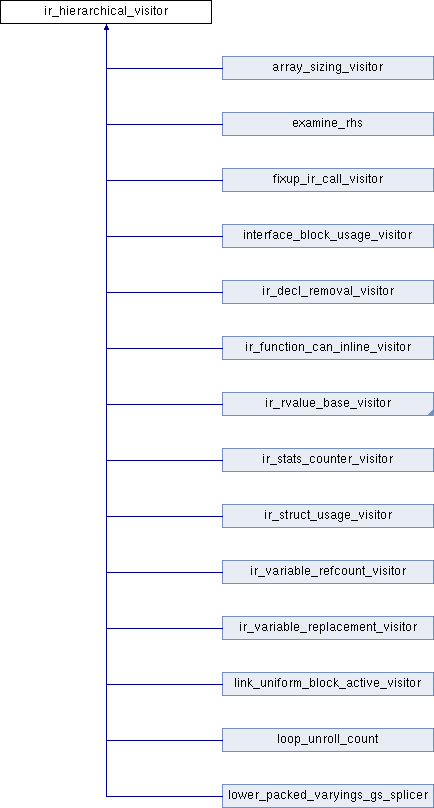 ir_hierarchical_visitor
array_sizing_visitor
examine_rhs
fixup_ir_call_visitor
interface_block_usage_visitor
ir_decl_removal_visitor
ir_function_can_inline_visitor
ir_rvalue_base_visitor
ir_stats_counter_visitor
ir_struct_usage_visitor
ir_variable_refcount_visitor
ir_variable_replacement_visitor
link_uniform_block_active_visitor
loop_unroll_count
lower_packed_varyings_gs_splicer